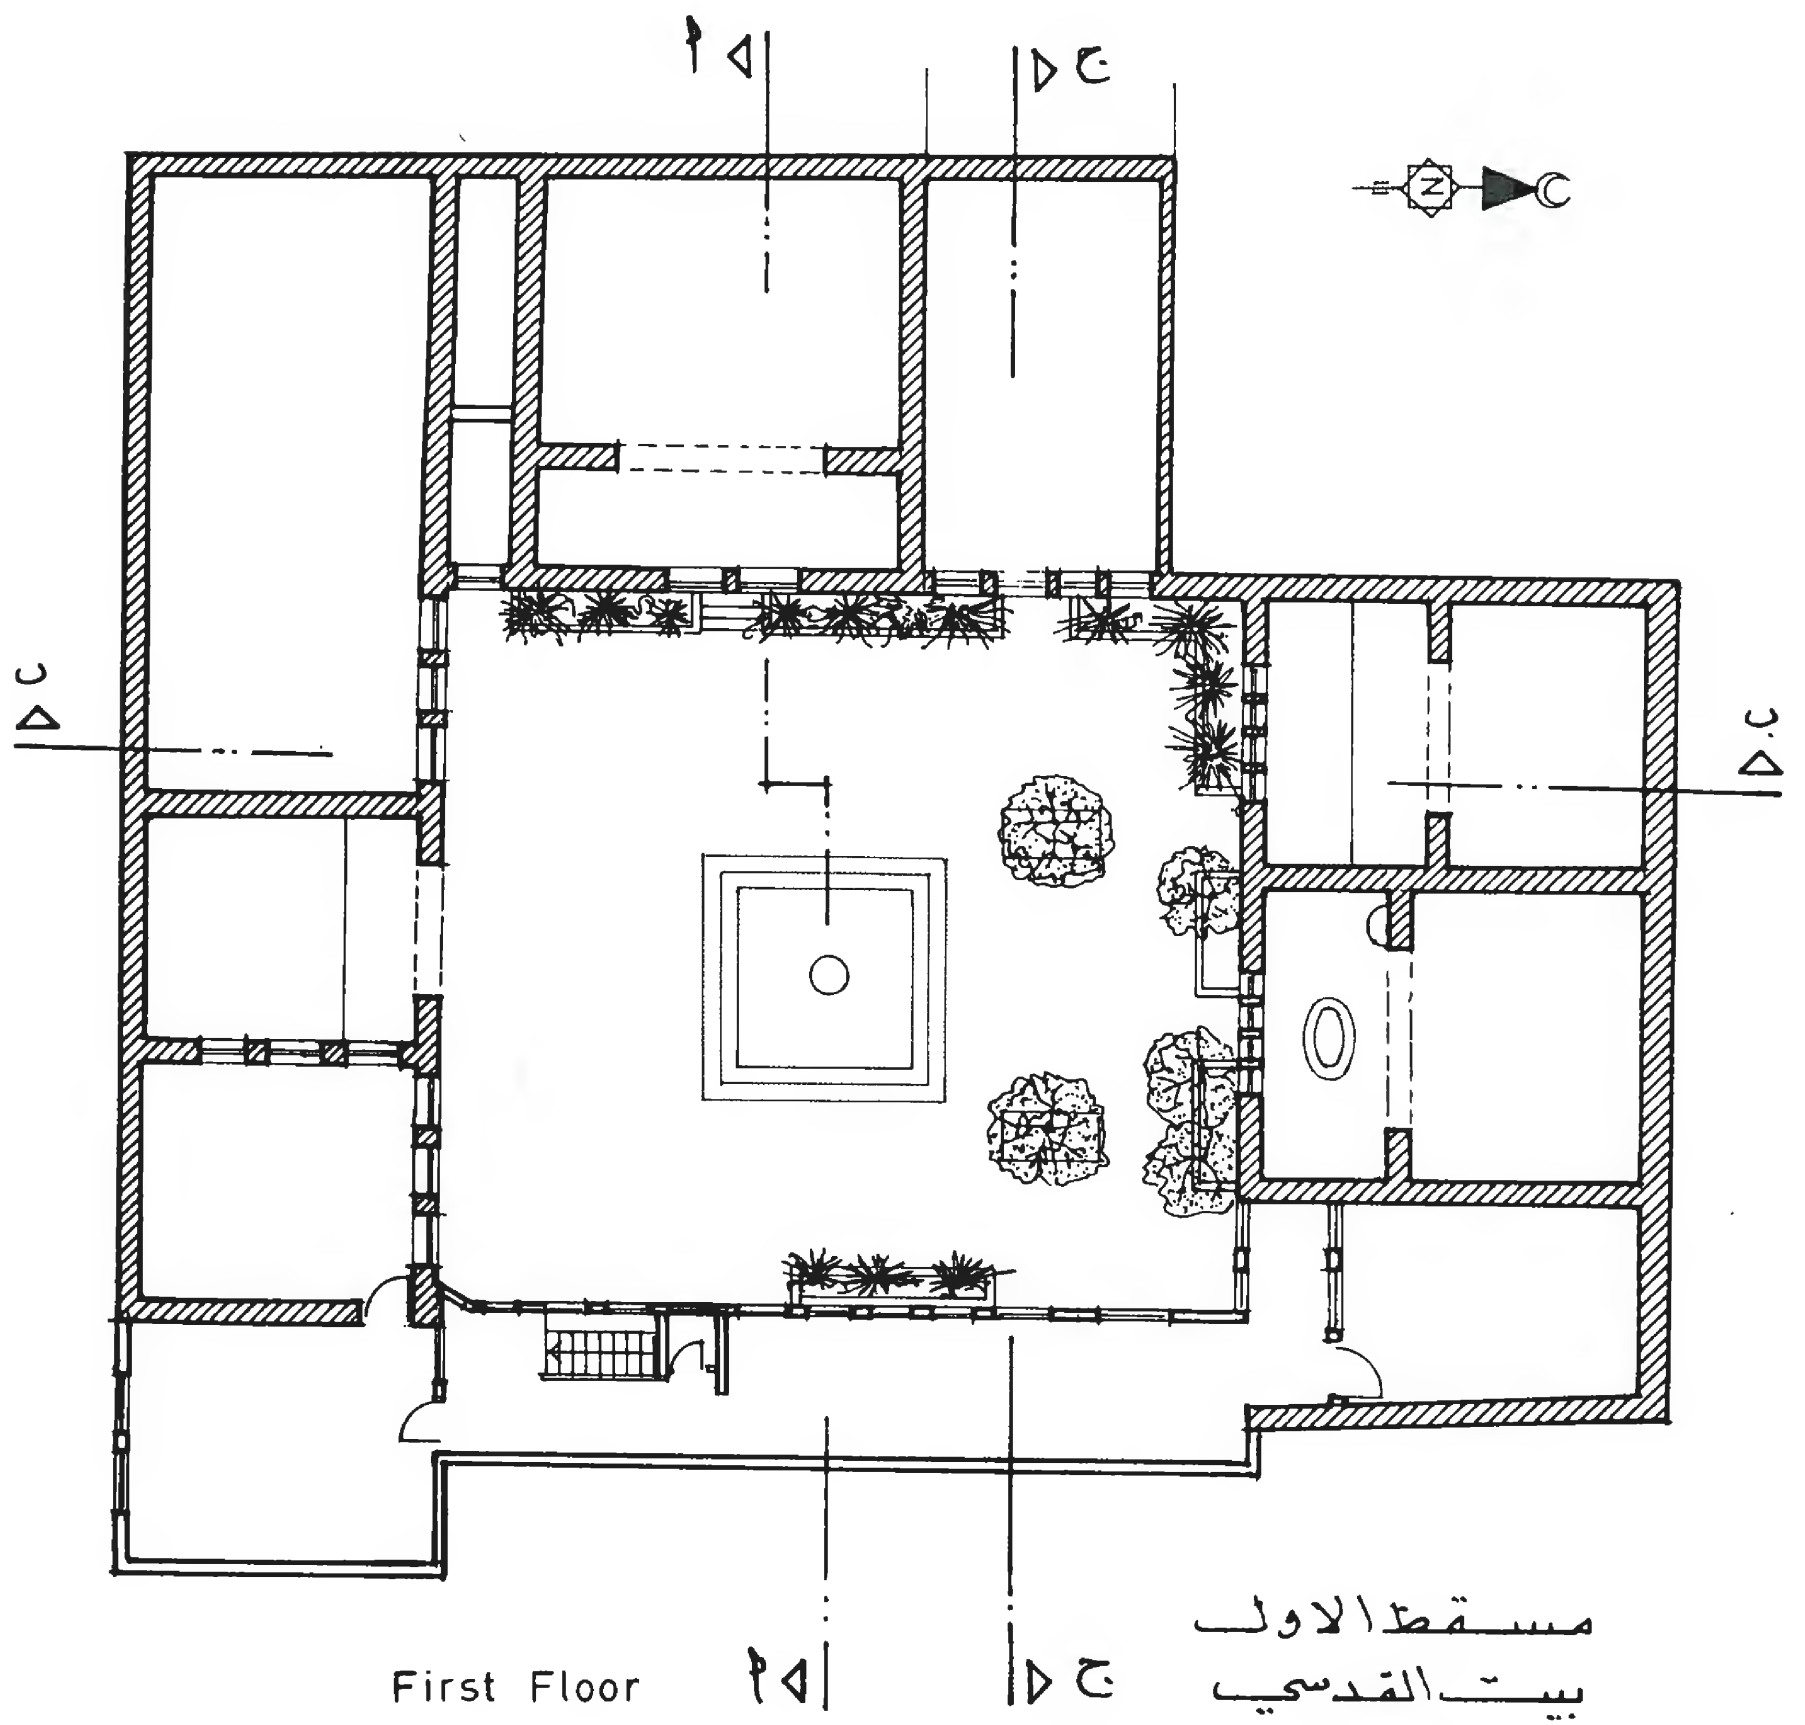 م ج
N
ب
ب
م ج
First Floor
مسقط الاول
بيت القدسي